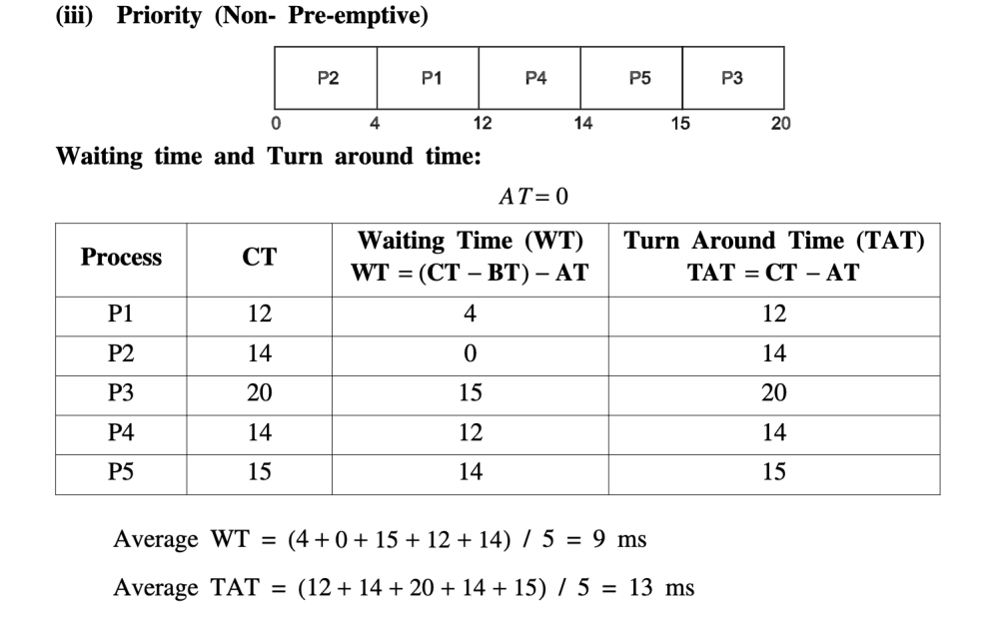 (iii) Priority (Non- Pre-emptive)
P2 P1 P4 P5 P3
0 4 12 14 15 20
Waiting time and Turn around time:
AT= 0
Process CT Waiting Time (WT) WT = (CT – BT) – AT Turn Around Time (TAT) TAT = CT – AT
P1 12 4 12
P2 14 0 14
P3 20 15 20
P4 14 12 14
P5 15 14 15
Average WT = (4 + 0 + 15 + 12 + 14) / 5 = 9 ms
Average TAT = (12 + 14 + 20 + 14 + 15) / 5 = 13 ms